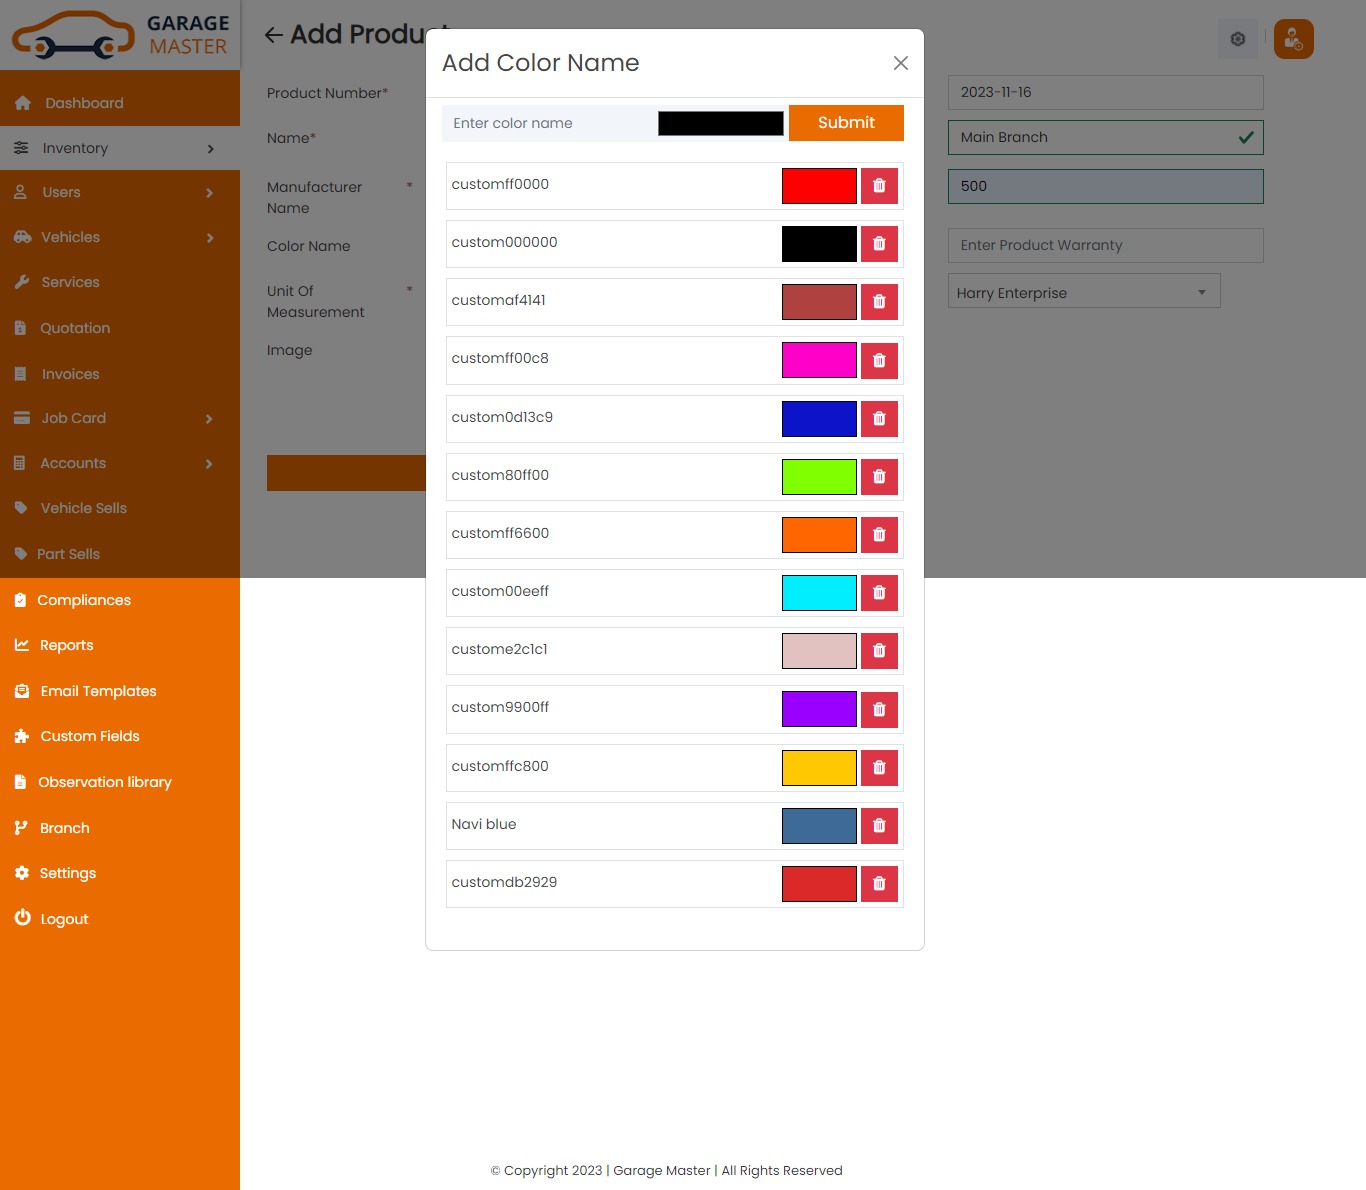 GARAGE
MASTER
Dashboard
Inventory
Users
Vehicles
Services
Quotation
Invoices
Job Card
Accounts
Vehicle Sells
Part Sells
Compliances
Reports
Email Templates
Custom Fields
Observation library
Branch
Settings
Logout
Add Product
Product Number*
Name*
Manufacturer *
Name
Color Name
Unit Of *
Measurement
Image
2023-11-16
Main Branch
500
Enter Product Warranty
Harry Enterprise
Add Color Name
Enter color name
Submit
customff0000
custom000000
customaf4141
customff00c8
custom0d13c9
custom80ff00
customff6600
custom00eeff
custome2c1c1
custom9900ff
customffc800
Navi blue
customdb2929
© Copyright 2023 | Garage Master | All Rights Reserved